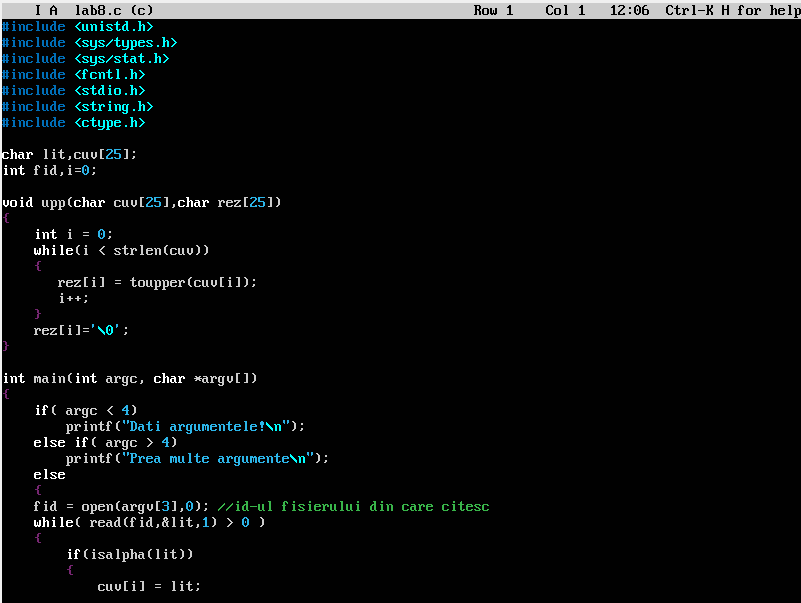 I A lab8.c (c) Row 1 Col 1 12:06 Ctrl-K H for help
#include <unistd.h>
#include <sys/types.h>
#include <sys/stat.h>
#include <fcntl.h>
#include <stdio.h>
#include <string.h>
#include <ctype.h>

char lit,cuv[25];
int fid,i=0;

void upp(char cuv[25],char rez[25])
{
    int i = 0;
    while(i < strlen(cuv))
    {
       rez[i] = toupper(cuv[i]);
       i++;
    }
    rez[i]='\0';
}

int main(int argc, char *argv[])
{
    if( argc < 4)
        printf("Dati argumentele!\n");
    else if( argc > 4)
        printf("Prea multe argumente\n");
    else
    {
    fid = open(argv[3],0); //id-ul fisierului din care citesc
    while( read(fid,&lit,1) > 0 )
    {
        if(isalpha(lit))
        {
            cuv[i] = lit;